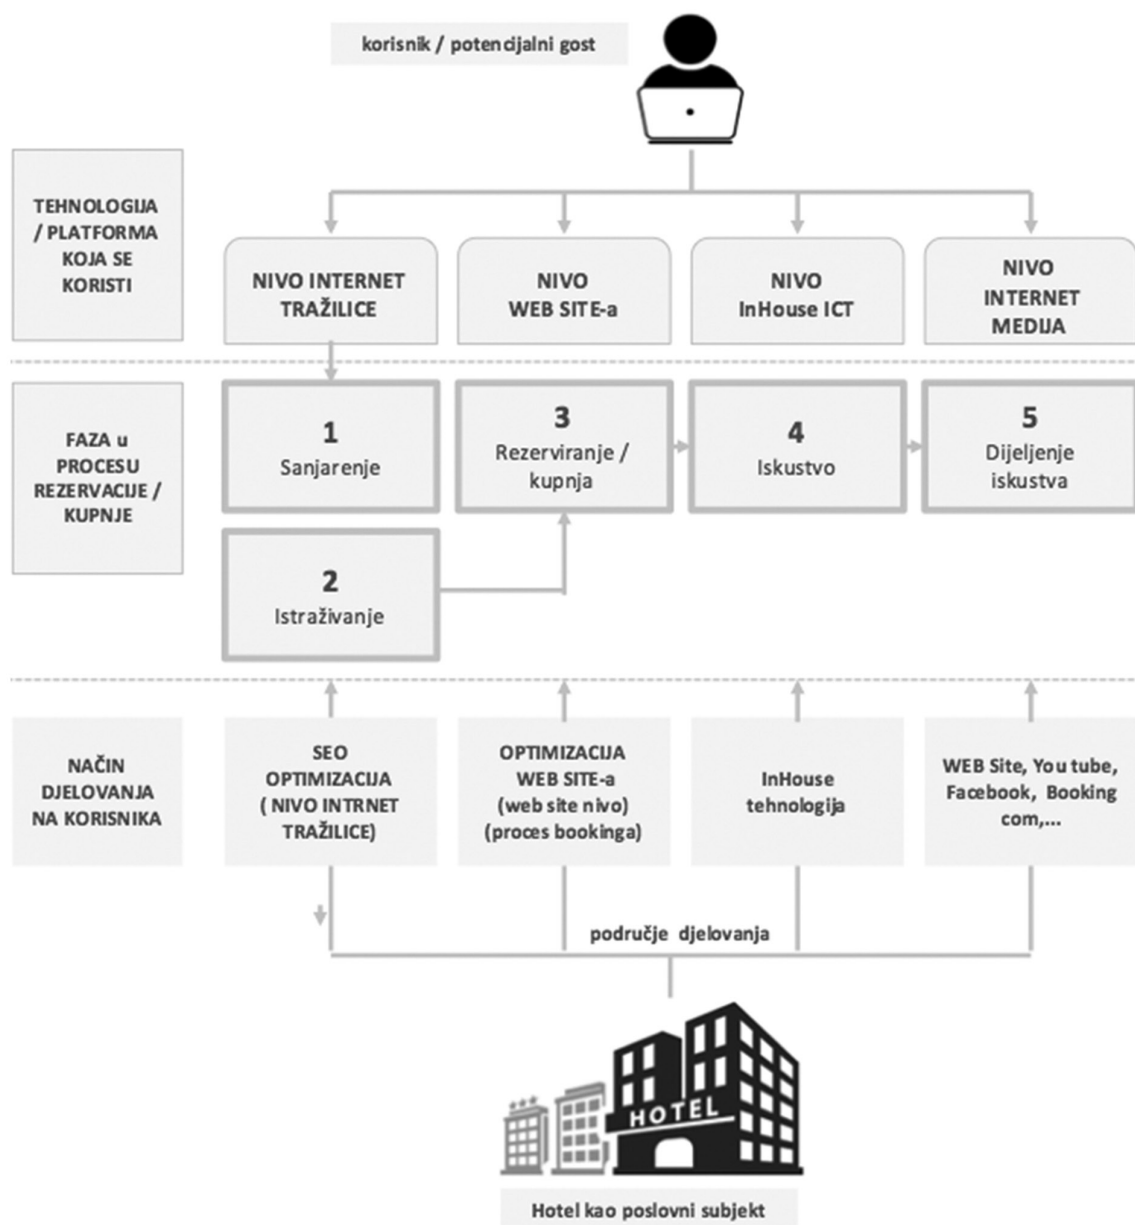 korisnik / potencijalni gost
TEHNOLOGIJA
/ PLATFORMA
KOJA SE
KORISTI
NIVO INTERNET
TRAŽILICE
NIVO
WEB SITE-a
NIVO
InHouse ICT
NIVO
INTERNET
MEDIJA
FAZA u
PROCESU
REZERVACIJE /
KUPNJE
1
Sanjarenje
3
Rezerviranje /
kupnja
4
Iskustvo
5
Dijeljenje
iskustva
2
Istraživanje
NAČIN
DJELOVANJA
NA KORISNIKA
SEO
OPTIMIZACIJA
( NIVO INTRNET
TRAŽILICE)
OPTIMIZACIJA
WEB SITE-a
(web site nivo)
(proces bookinga)
InHouse
tehnologija
WEB Site, You tube,
Facebook, Booking
com,...
područje djelovanja
HOTEL
Hotel kao poslovni subjekt